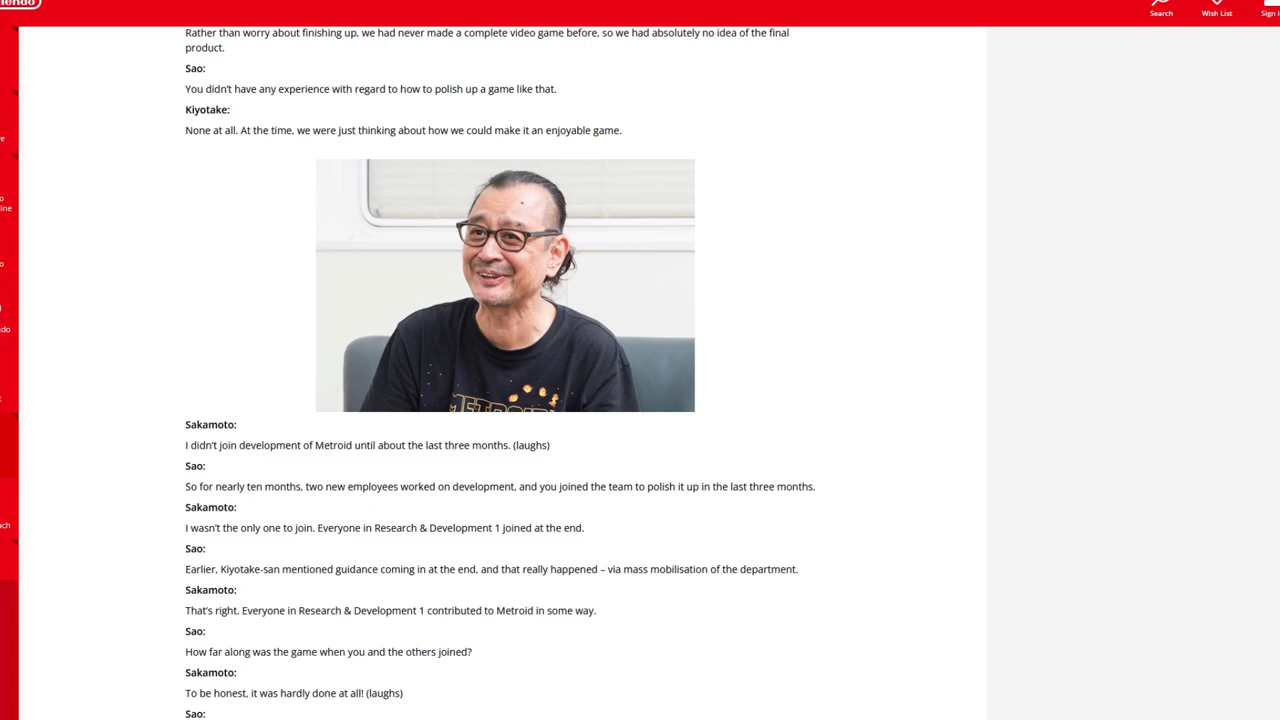 Search
Wish List
Sign I
Rather than worry about finishing up, we had never made a complete video game before, so we had absolutely no idea of the final
product.
Sao:
You didn't have any experience with regard to how to polish up a game like that.
Kiyotake:
None at all. At the time, we were just thinking about how we could make it an enjoyable game.
METROID
Sakamoto:
I didn't join development of Metroid until about the last three months. (laughs)
Sao:
So for nearly ten months, two new employees worked on development, and you joined the team to polish it up in the last three months.
Sakamoto:
I wasn't the only one to join. Everyone in Research & Development 1 joined at the end.
Sao:
Earlier, Kiyotake-san mentioned guidance coming in at the end, and that really happened – via mass mobilisation of the department.
Sakamoto:
That's right. Everyone in Research & Development 1 contributed to Metroid in some way.
Sao:
How far along was the game when you and the others joined?
Sakamoto:
To be honest, it was hardly done at all! (laughs)
Sao: